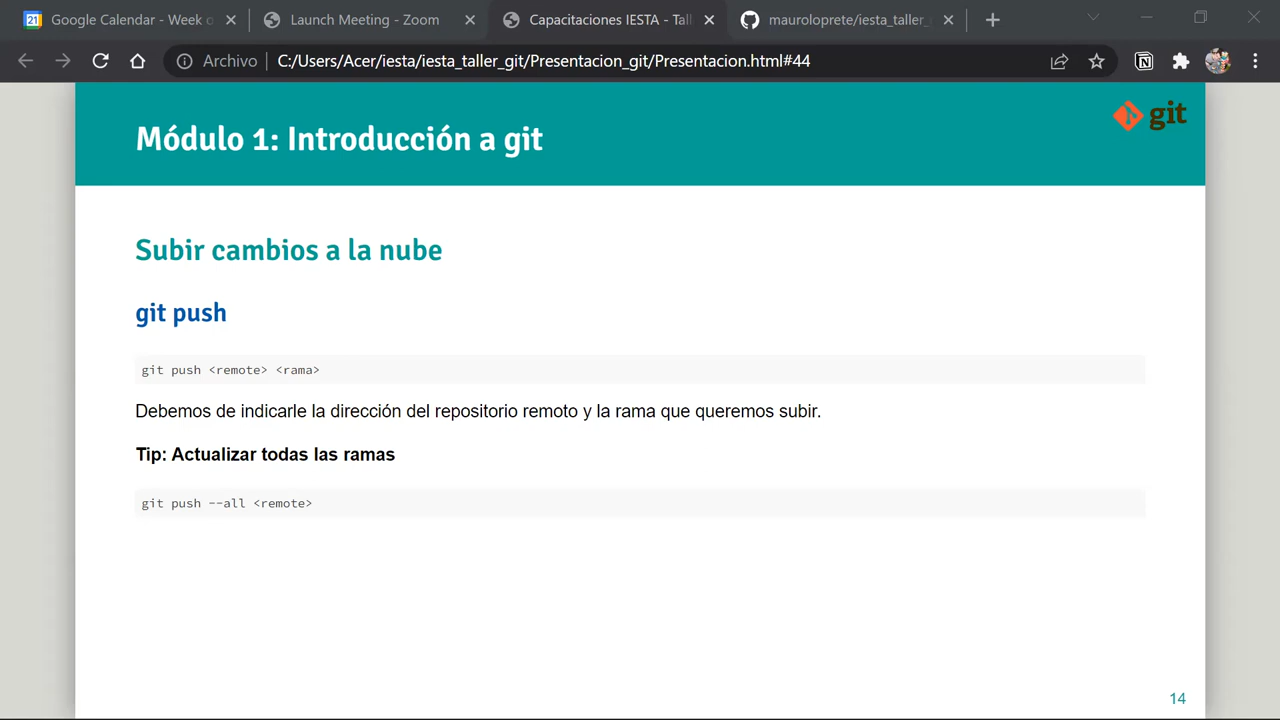 Google Calendar - Week o
Launch Meeting - Zoom
Capacitaciones IESTA - Tall
mauroloprete/iesta_taller_
Archivo
C:/Users/Acer/iesta/iesta_taller_git/Presentacion_git/Presentacion.html#44
git
Módulo 1: Introducción a git
Subir cambios a la nube
git push
git push <remote> <rama>
Debemos de indicarle la dirección del repositorio remoto y la rama que queremos subir.
Tip: Actualizar todas las ramas
git push --all <remote>
14